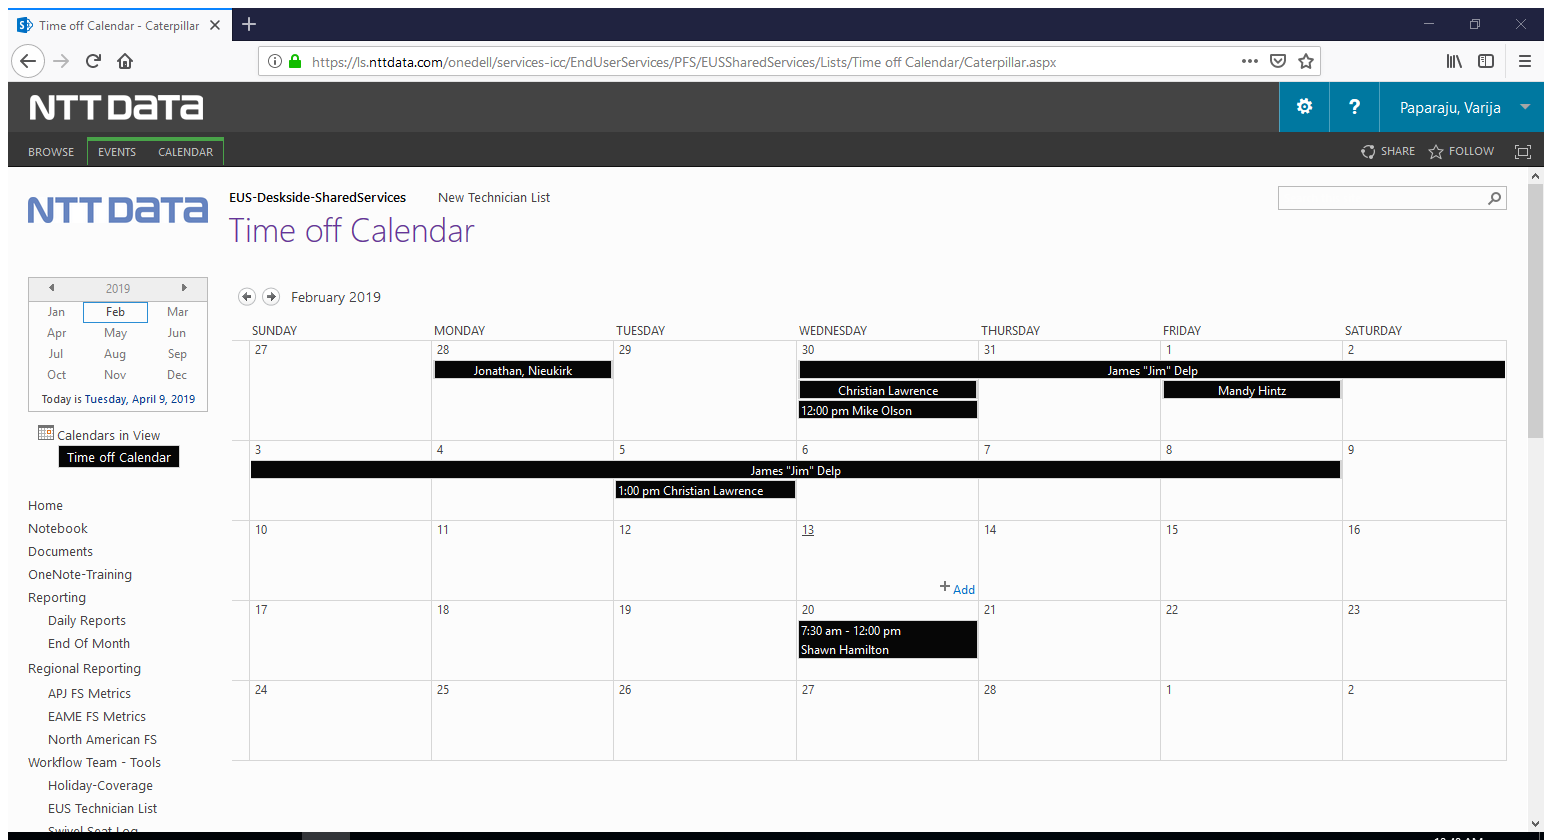 Time off Calendar - Caterpillar
https://ls.nttdata.com/onedell/services-icc/EndUserServices/PFS/EUSSharedServices/Lists/Time off Calendar/Caterpillar.aspx
NTT DATA
? Paparaju, Varija
BROWSE EVENTS CALENDAR SHARE FOLLOW
NTT DATA
EUS-Deskside-SharedServices New Technician List
Time off Calendar
2019
Jan Feb Mar
Apr May Jun
Jul Aug Sep
Oct Nov Dec
Today is Tuesday, April 9, 2019
Calendars in View
Time off Calendar
Home
Notebook
Documents
OneNote-Training
Reporting
Daily Reports
End Of Month
Regional Reporting
APJ FS Metrics
EAME FS Metrics
North American FS
Workflow Team - Tools
Holiday-Coverage
EUS Technician List
Swivel Seat Log
February 2019
SUNDAY MONDAY TUESDAY WEDNESDAY THURSDAY FRIDAY SATURDAY
27 28 29 30 31 1 2
Jonathan, Nieukirk James "Jim" Delp
Christian Lawrence Mandy Hintz
12:00 pm Mike Olson
3 4 5 6 7 8 9
James "Jim" Delp
1:00 pm Christian Lawrence
10 11 12 13 14 15 16
Add
17 18 19 20 21 22 23
7:30 am - 12:00 pm
Shawn Hamilton
24 25 26 27 28 1 2